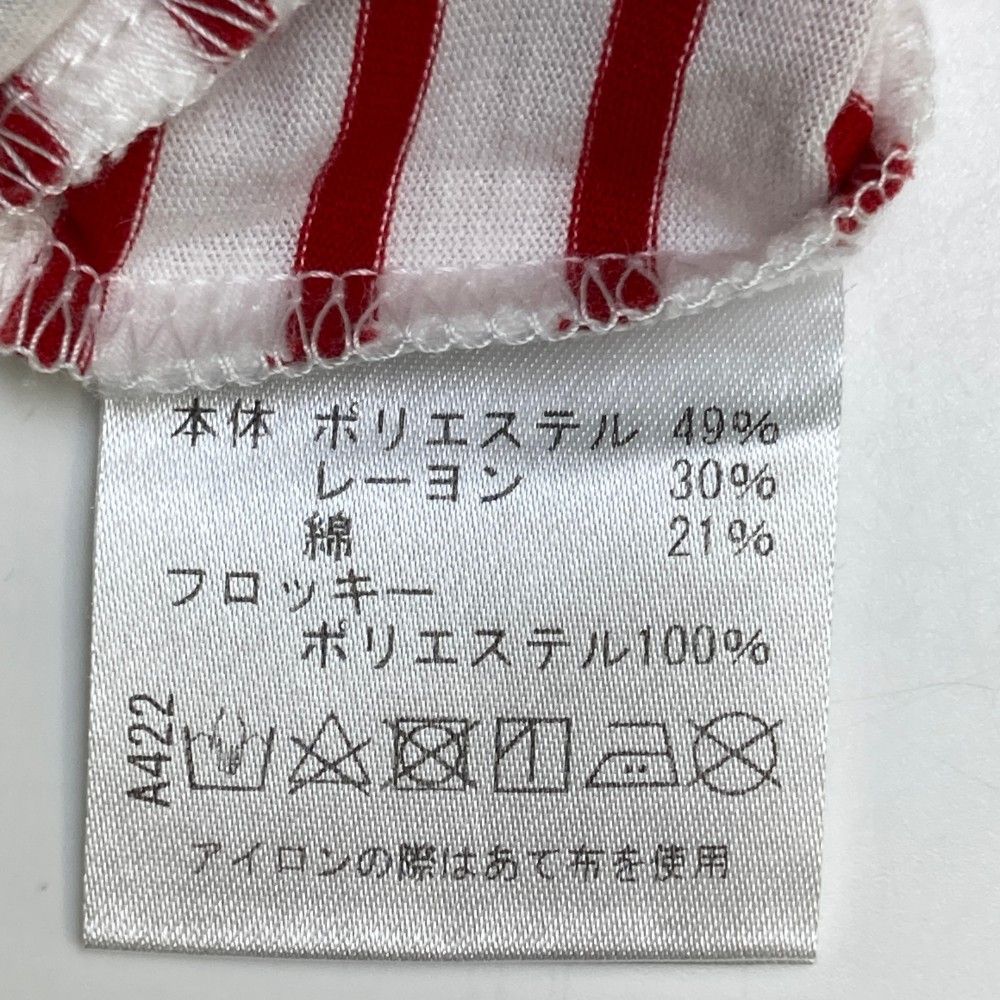 本体 ポリエステル 49%
レーヨン 30%
綿 21%
フロッキー
ポリエステル100%
A422
アイロンの際はあて布を使用